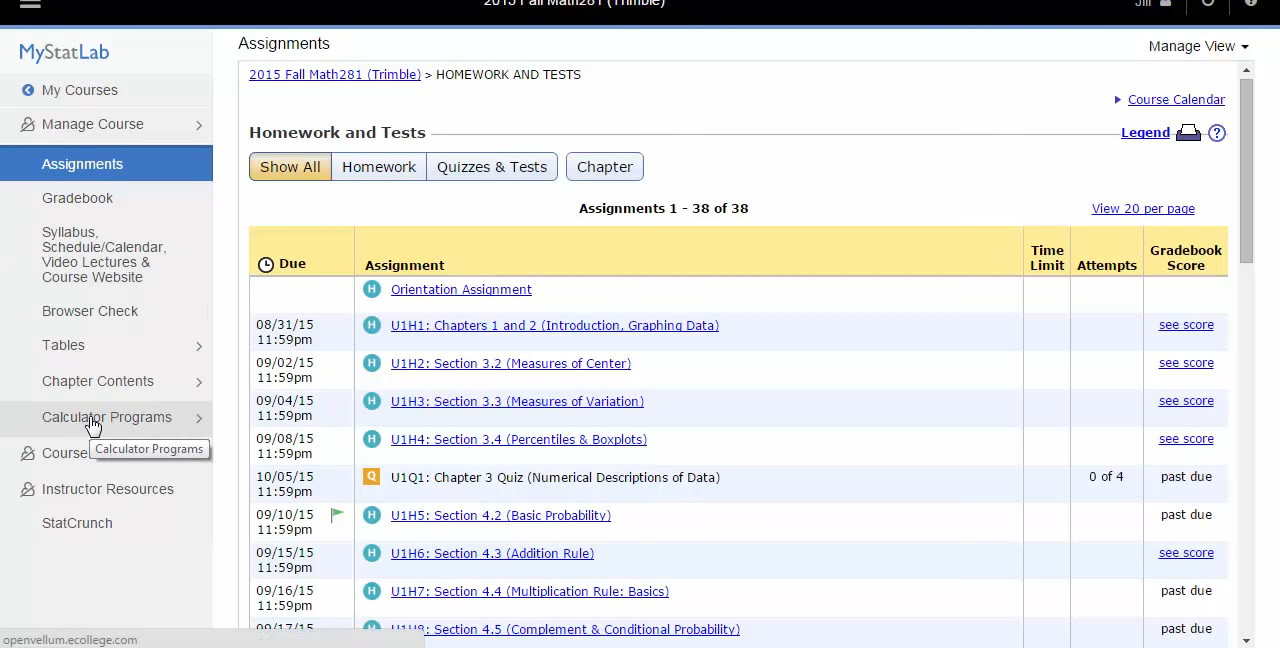 2015 Fall Math281 (Trimble)
Jill
MyStatLab
My Courses
Manage Course
Assignments
Gradebook
Syllabus,
Schedule/Calendar,
Video Lectures &
Course Website
Browser Check
Tables
Chapter Contents
Calculator Programs
Calculator Programs
Course
Instructor Resources
StatCrunch
openvellum.ecollege.com
Assignments
Manage View
2015 Fall Math281 (Trimble) > HOMEWORK AND TESTS
Course Calendar
Homework and Tests
Legend ?
Show All Homework Quizzes & Tests Chapter
Assignments 1 - 38 of 38
View 20 per page
Due Assignment Time Limit Attempts Gradebook Score
H Orientation Assignment
08/31/15 11:59pm H U1H1: Chapters 1 and 2 (Introduction, Graphing Data) see score
09/02/15 11:59pm H U1H2: Section 3.2 (Measures of Center) see score
09/04/15 11:59pm H U1H3: Section 3.3 (Measures of Variation) see score
09/08/15 11:59pm H U1H4: Section 3.4 (Percentiles & Boxplots) see score
10/05/15 11:59pm Q U1Q1: Chapter 3 Quiz (Numerical Descriptions of Data) 0 of 4 past due
09/10/15 11:59pm H U1H5: Section 4.2 (Basic Probability) past due
09/15/15 11:59pm H U1H6: Section 4.3 (Addition Rule) see score
09/16/15 11:59pm H U1H7: Section 4.4 (Multiplication Rule: Basics) past due
09/17/15 H U1H8: Section 4.5 (Complement & Conditional Probability) past due